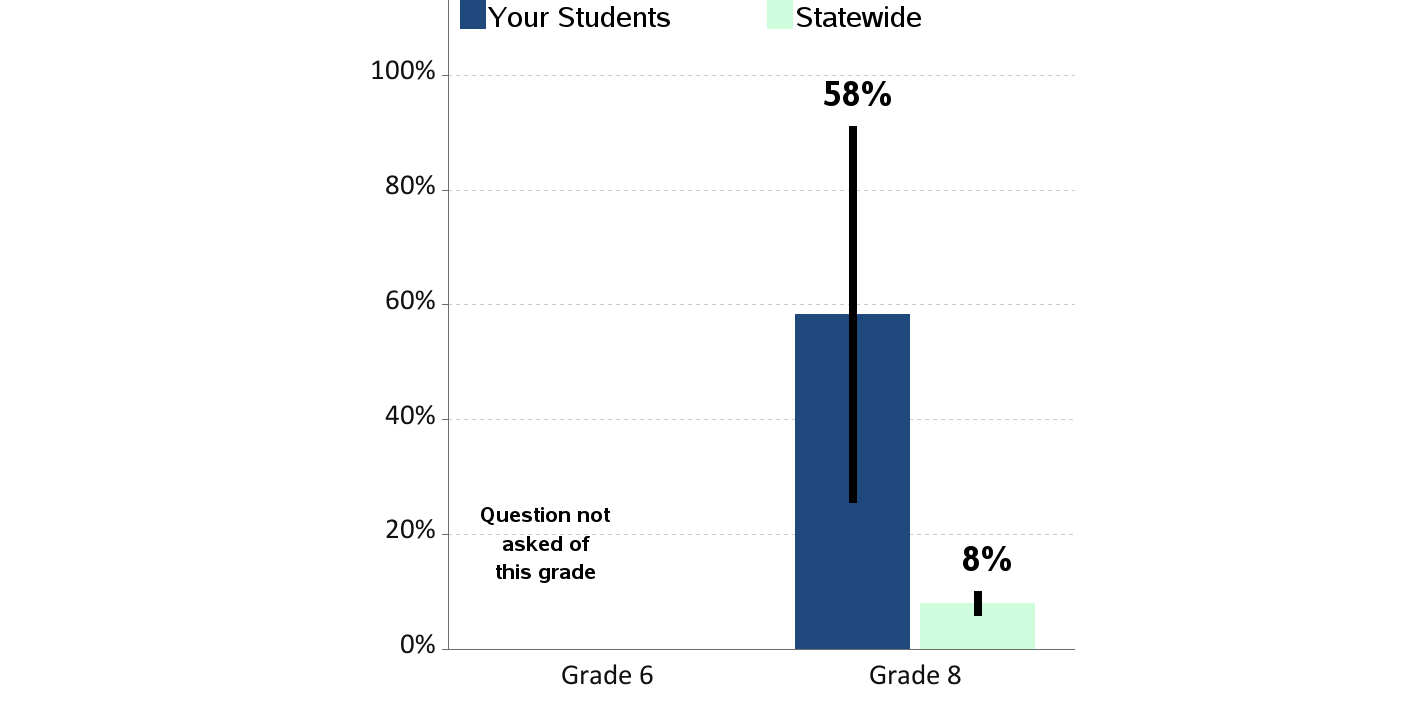 Your Students Statewide
100%
58%
80%
60%
40%
Question not
20%
asked of
8%
this grade
0%
Grade 6 Grade 8